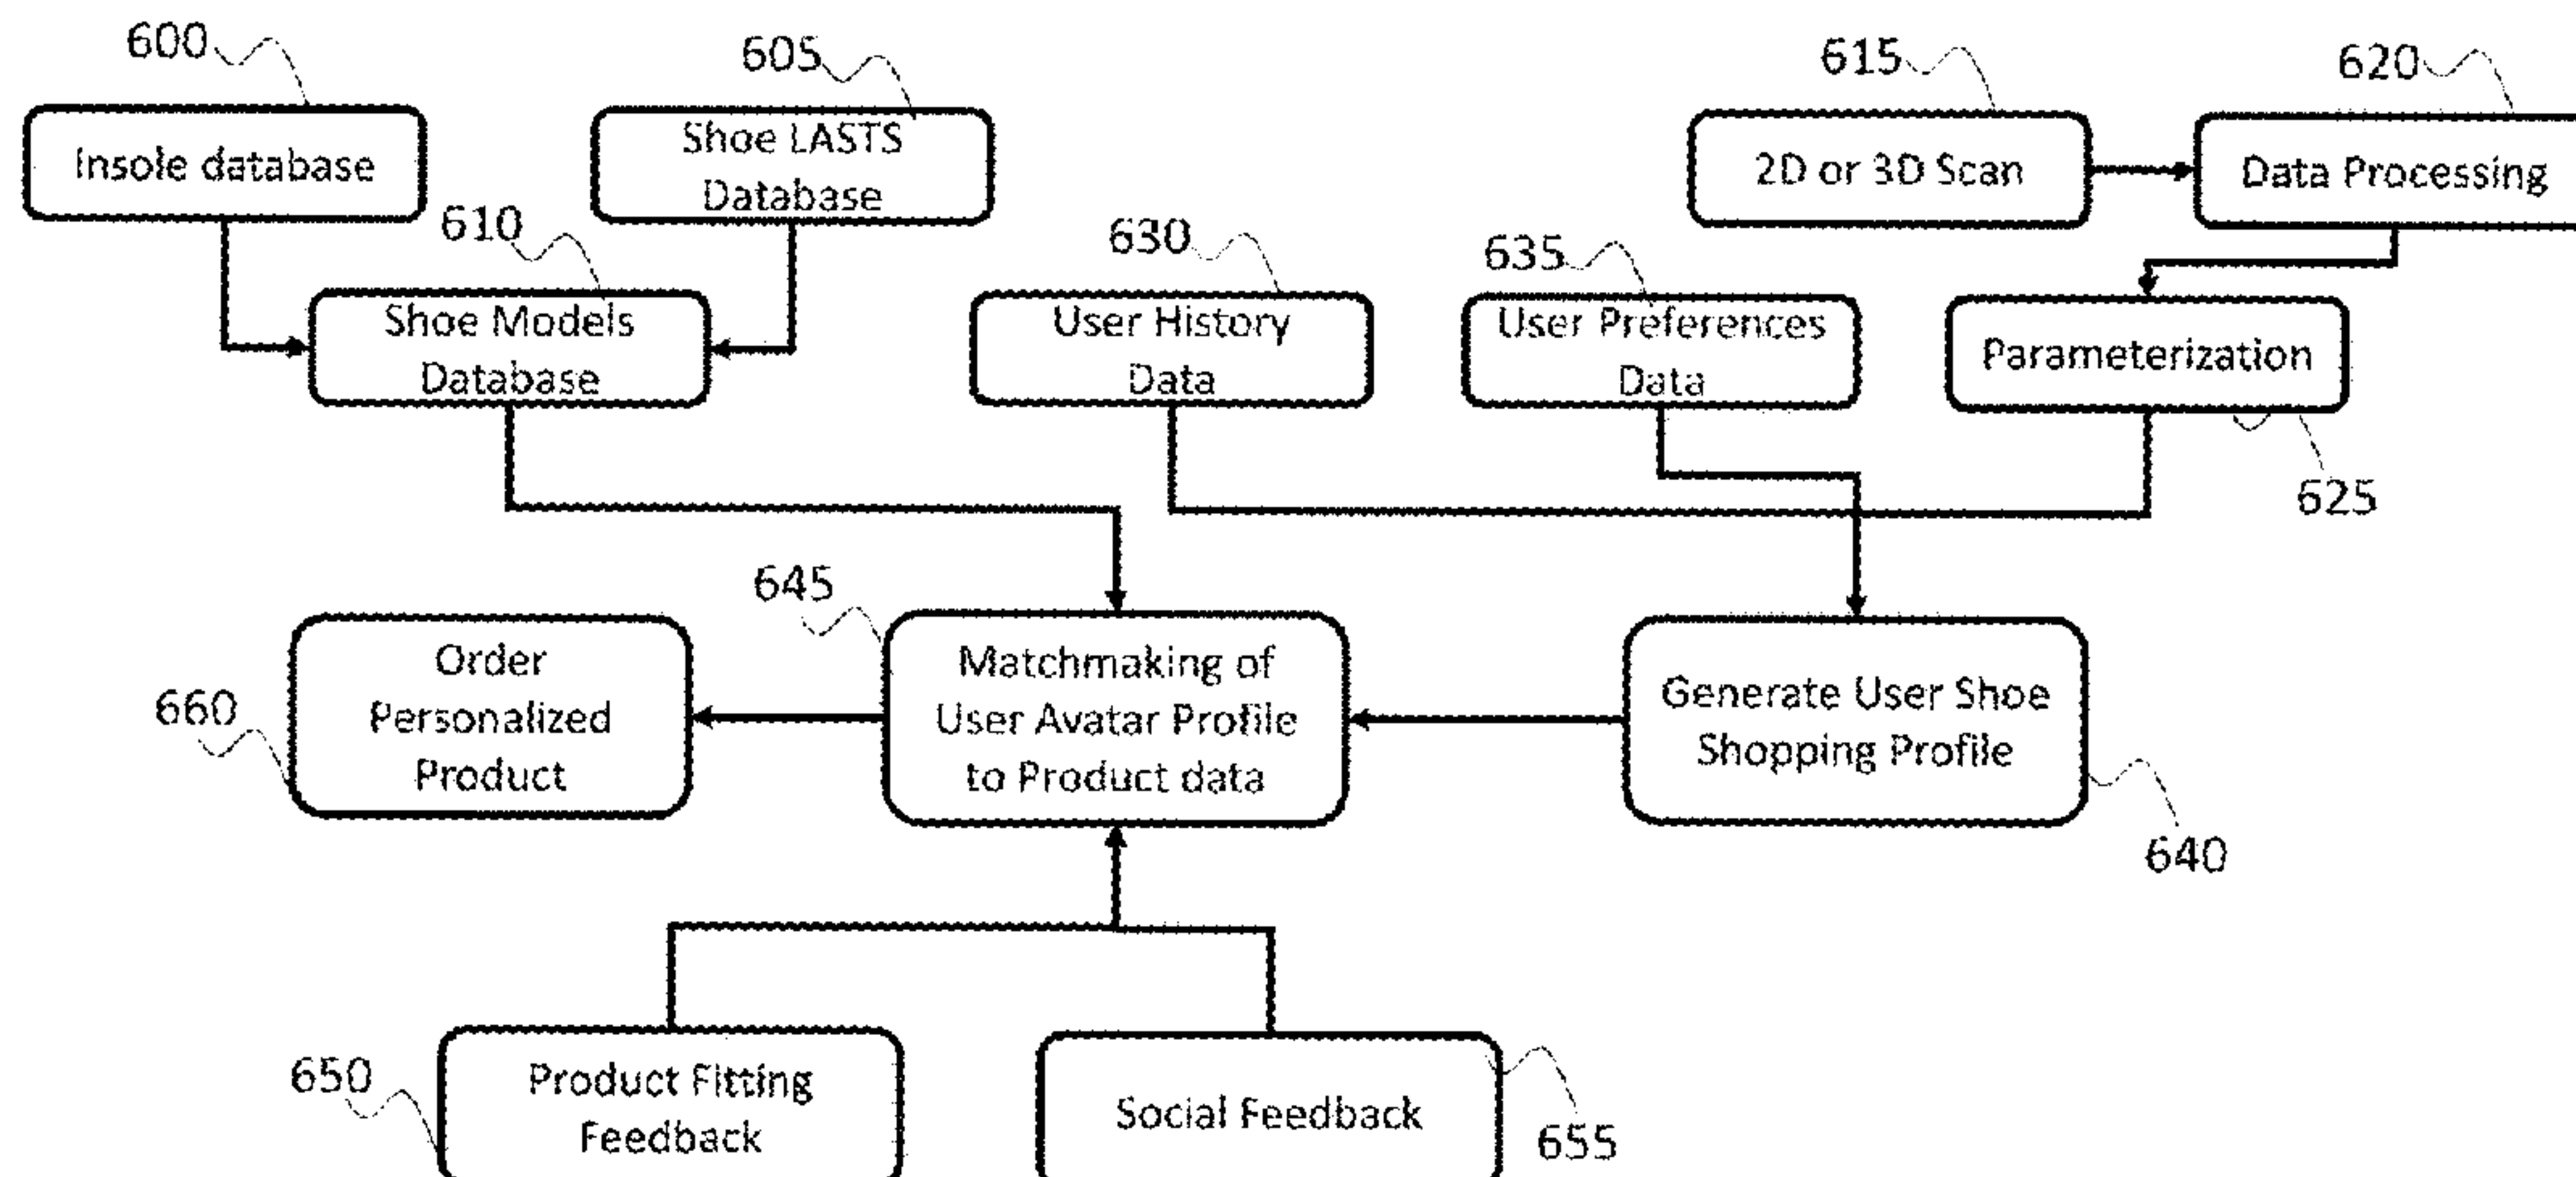 600
605
615
620
Insole database
Shoe LASTS
Database
2D or 3D Scan
Data Processing
610
630
635
Shoe Models
Database
User History
Data
User Preferences
Data
Parameterization
625
645
660
Order
Personalized
Product
Matchmaking of
User Avatar Profile
to Product data
Generate User Shoe
Shopping Profile
640
650
Product Fitting
Feedback
Social Feedback
655